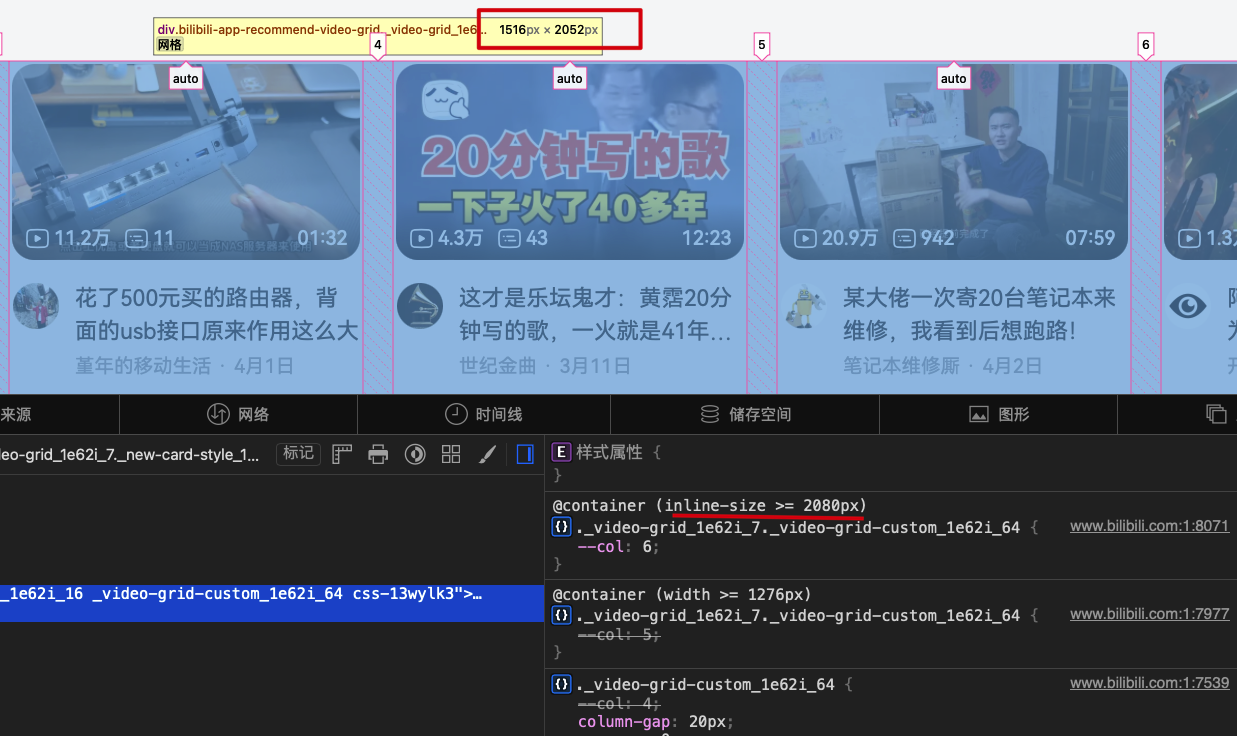 div.bilibili-app-recommend-video-grid._video-grid_1e6… 1516px × 2052px
网格
4
5
6
auto
auto
auto
20分钟写的歌
一下子火了40多年
11.2万
11
01:32
4.3万
43
12:23
20.9万
942
07:59
1.3
花了500元买的路由器，背
面的usb接口原来作用这么大
堇年的移动生活 · 4月1日
这才是乐坛鬼才：黄霑20分
钟写的歌，一火就是41年…
世纪金曲 · 3月11日
某大佬一次寄20台笔记本来
维修，我看到后想跑路！
笔记本维修厮 · 4月2日
来源
网络
时间线
储存空间
图形
leo-grid_1e62i_7._new-card-style_1…
标记
E 样式属性 {
}
@container (inline-size >= 2080px)
{} ._video-grid_1e62i_7._video-grid-custom_1e62i_64 {
www.bilibili.com:1:8071
--col: 6;
}
_1e62i_16 _video-grid-custom_1e62i_64 css-13wylk3">…
@container (width >= 1276px)
{} ._video-grid_1e62i_7._video-grid-custom_1e62i_64 {
www.bilibili.com:1:7977
--col: 5;
}
{} ._video-grid-custom_1e62i_64 {
www.bilibili.com:1:7539
--col: 4;
column-gap: 20px;